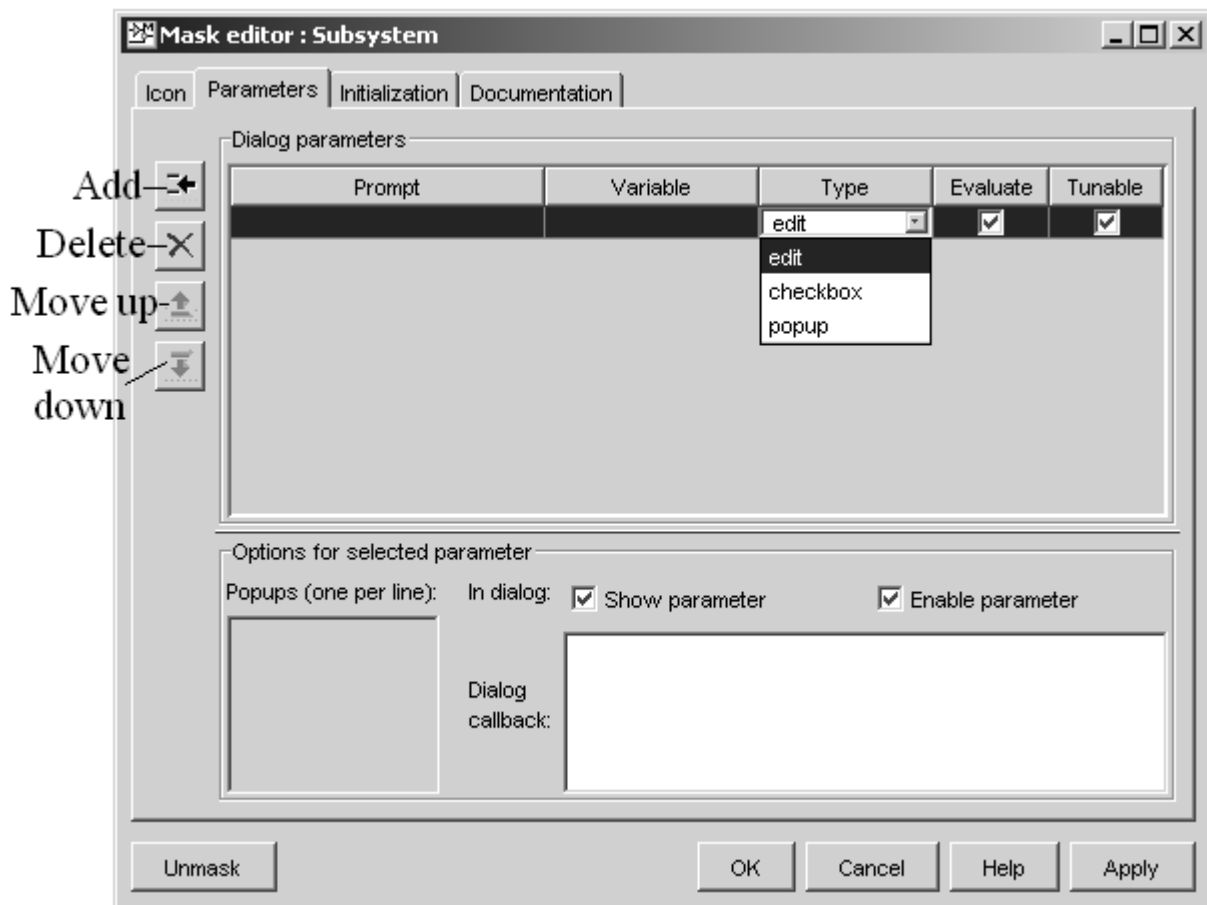 Mask editor : Subsystem
Icon Parameters Initialization Documentation
Dialog parameters
Add
Delete
Move up
Move
down
Prompt Variable Type Evaluate Tunable
edit
edit
checkbox
popup
Options for selected parameter
Popups (one per line): In dialog: Show parameter Enable parameter
Dialog
callback:
Unmask OK Cancel Help Apply